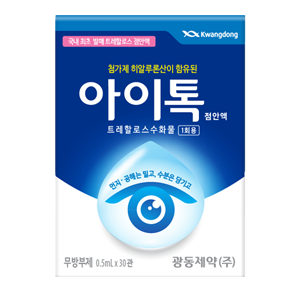 Kwangdong
국내 최초, 발매 트레할로스 점안액
첨가제 히알루론산이 함유된
아이톡 점안액
트레할로스수화물 1회용
먼지·공해는 밀고, 수분은 당기고
무방부제 0.5mL x 30관
광동제약(주)